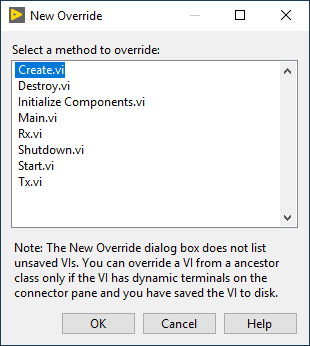 New Override
Select a method to override:
Create.vi
Destroy.vi
Initialize Components.vi
Main.vi
Rx.vi
Shutdown.vi
Start.vi
Tx.vi
Note: The New Override dialog box does not list
unsaved VIs. You can override a VI from a ancestor
class only if the VI has dynamic terminals on the
connector pane and you have saved the VI to disk.
OK Cancel Help